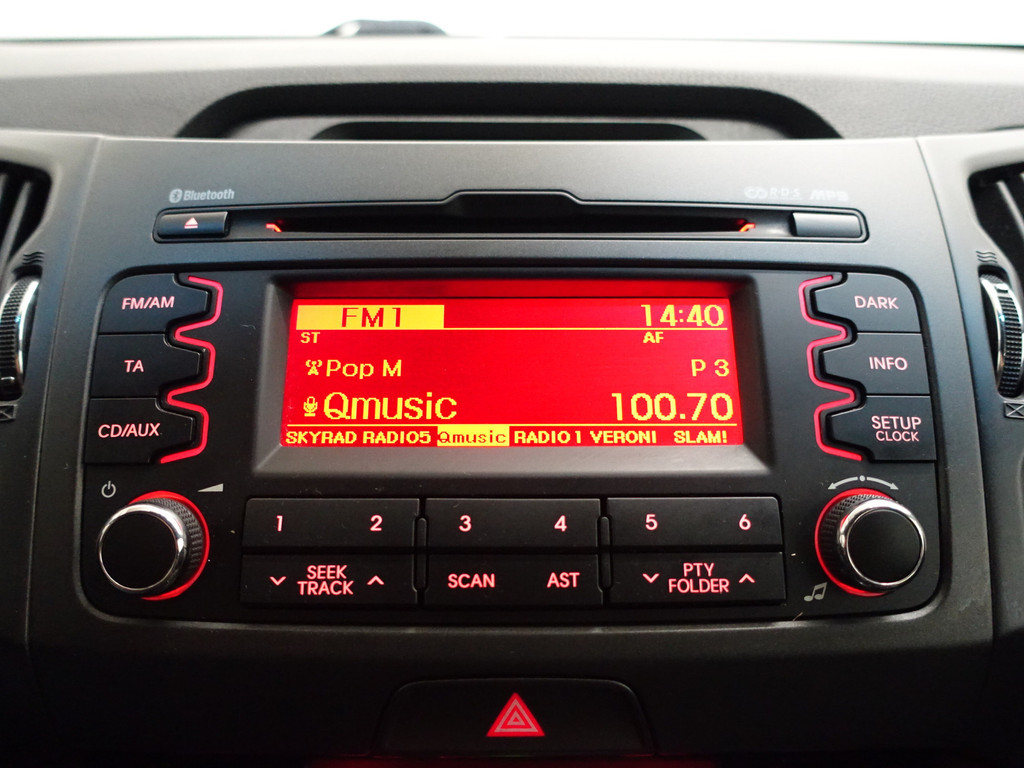 Bluetooth
CD R·D·S MP3
FM/AM
TA
CD/AUX
FM1 14:40
ST AF
Pop M P 3
Qmusic 100.70
SKYRAD RADIO5 Qmusic RADIO1 VERONI SLAM!
DARK
INFO
SETUP
CLOCK
1 2 3 4 5 6
SEEK
TRACK
SCAN AST
PTY
FOLDER